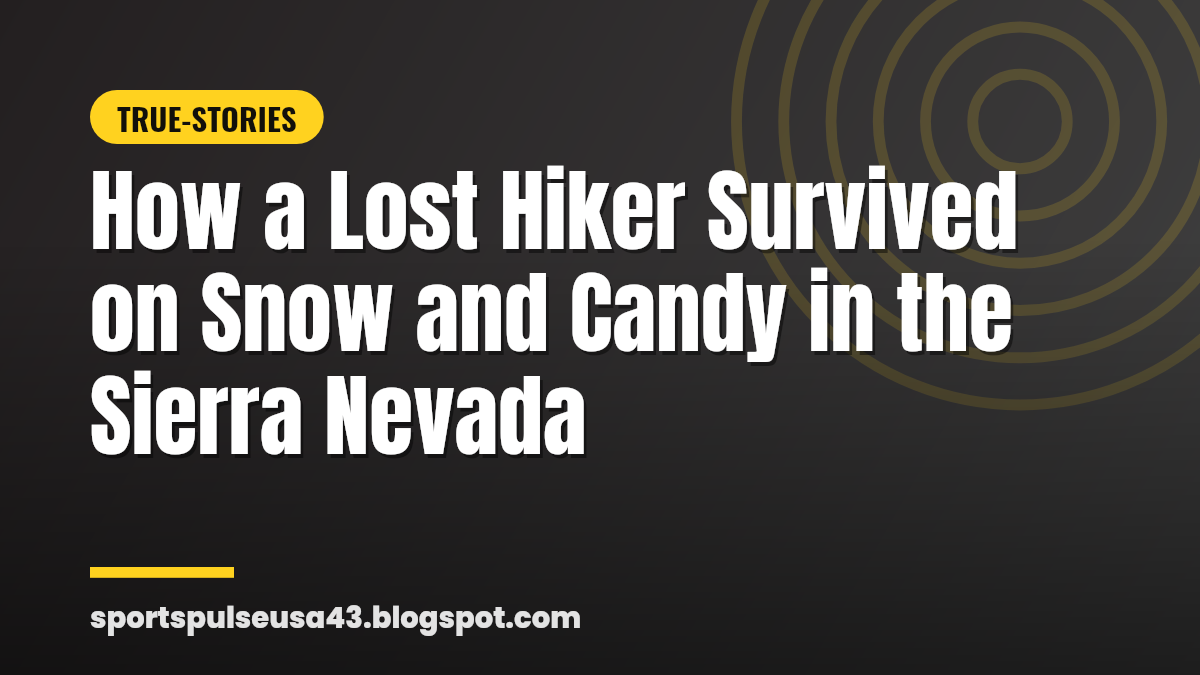 TRUE-STORIES
How a Lost Hiker Survived
on Snow and Candy in the
Sierra Nevada
sportspulseusa43.blogspot.com